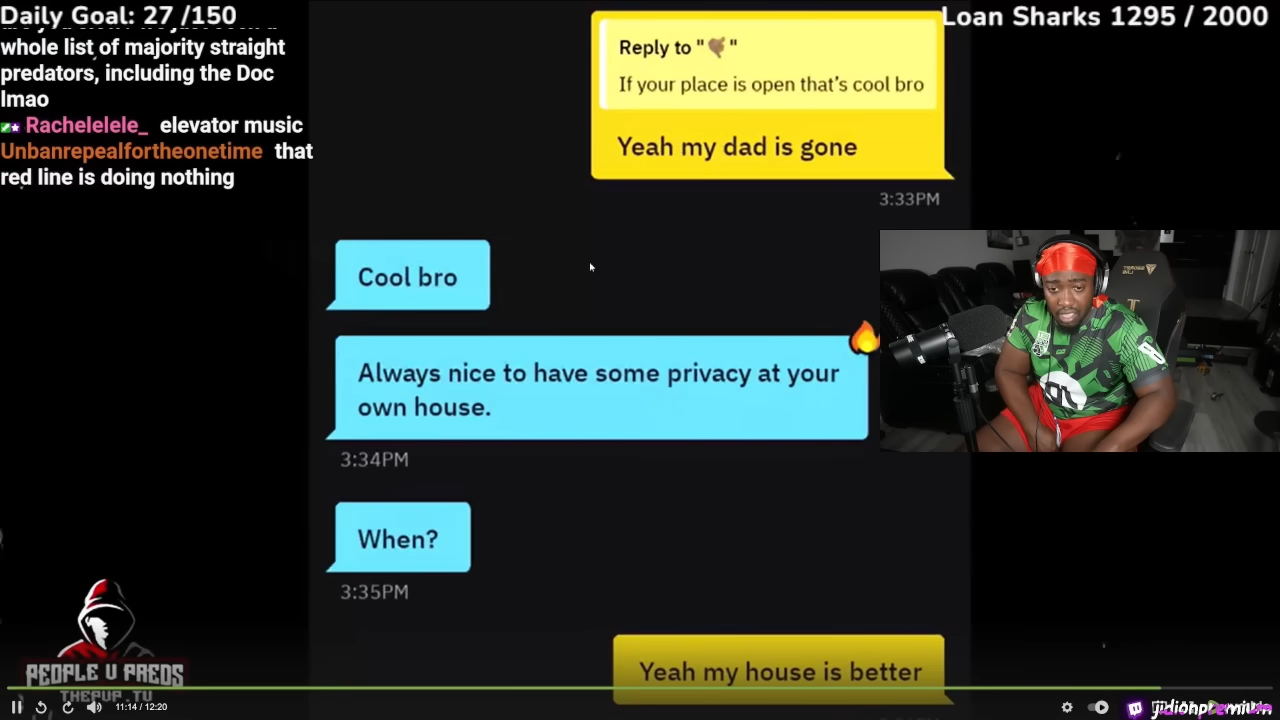 Daily Goal: 27 /150
whole list of majority straight
predators, including the Doc
lmao
Rachelelele_ elevator music
Unbanrepealfortheonetime that
red line is doing nothing
Loan Sharks 1295 / 2000
Reply to " "
If your place is open that's cool bro
Yeah my dad is gone
3:33PM
Cool bro
Always nice to have some privacy at your
own house.
3:34PM
When?
3:35PM
Yeah my house is better
PEOPLE V PREDS
THEPVP.TV
11:14 / 12:20
jidionpremium